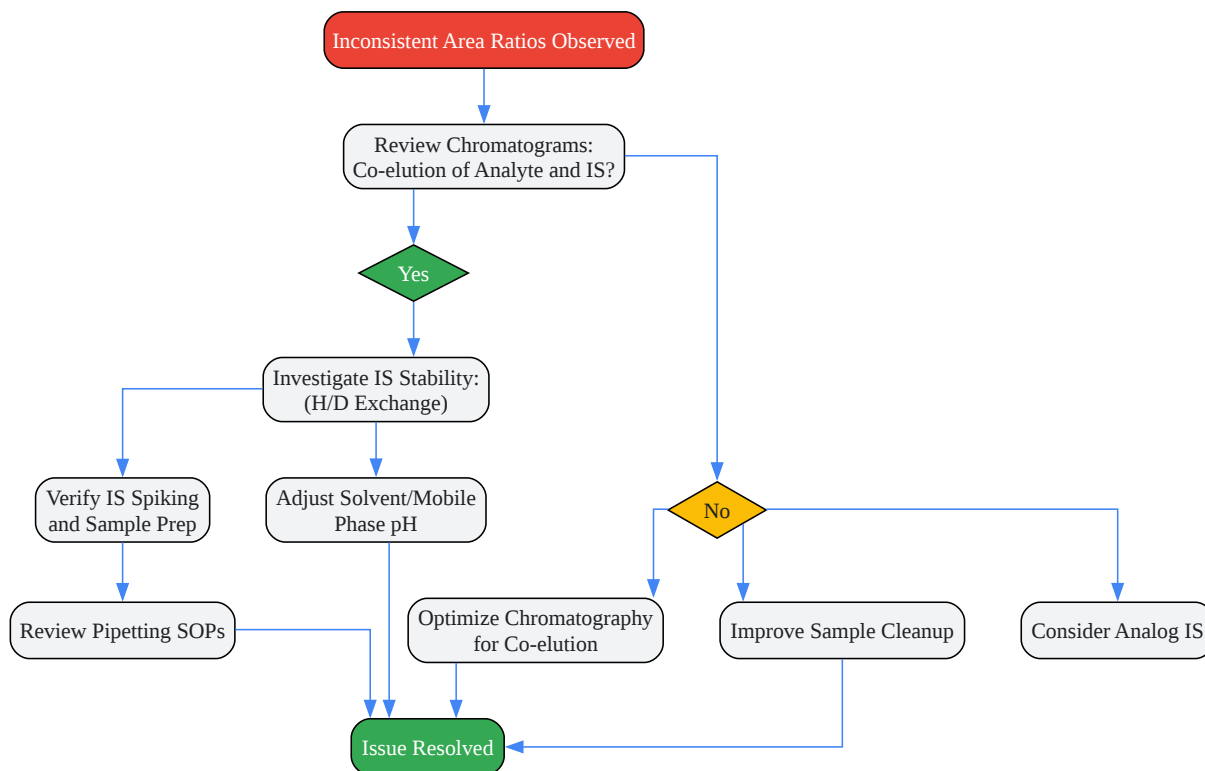 Inconsistent Area Ratios Observed
Review Chromatograms:
Co-elution of Analyte and IS?
Yes
Investigate IS Stability:
(H/D Exchange)
Verify IS Spiking
and Sample Prep
Adjust Solvent/Mobile
Phase pH
No
Review Pipetting SOPs
Optimize Chromatography
for Co-elution
Improve Sample Cleanup
Consider Analog IS
Issue Resolved